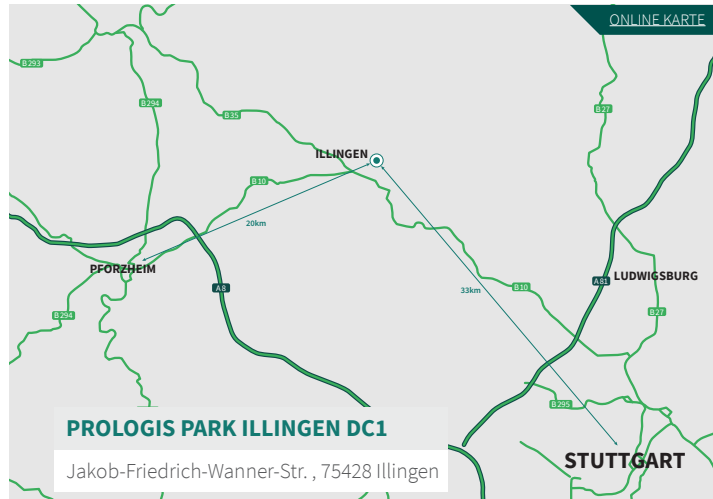 ONLINE KARTE
B293
B294
B27
B35
ILLINGEN
B10
20km
PFORZHEIM
A8
33km
B10
A81
LUDWIGSBURG
B294
B27
B295
STUTTGART
PROLOGIS PARK ILLINGEN DC1
Jakob-Friedrich-Wanner-Str. , 75428 Illingen